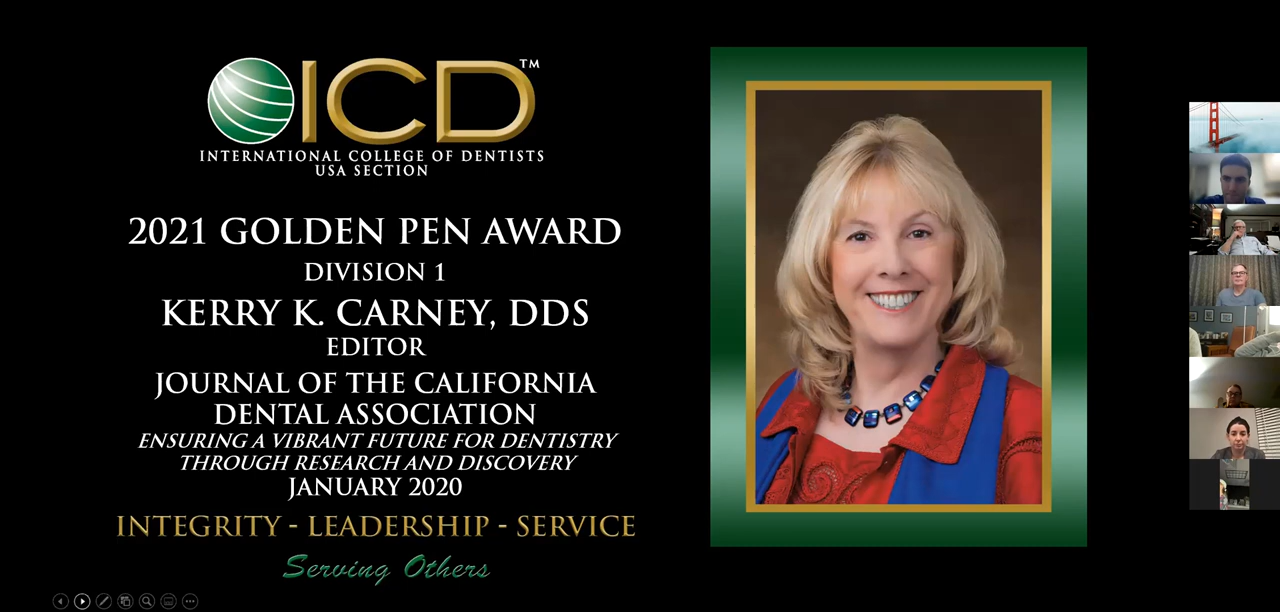 ICD™
INTERNATIONAL COLLEGE OF DENTISTS
USA SECTION
2021 GOLDEN PEN AWARD
DIVISION 1
KERRY K. CARNEY, DDS
EDITOR
JOURNAL OF THE CALIFORNIA
DENTAL ASSOCIATION
ENSURING A VIBRANT FUTURE FOR DENTISTRY
THROUGH RESEARCH AND DISCOVERY
JANUARY 2020
INTEGRITY - LEADERSHIP - SERVICE
Serving Others